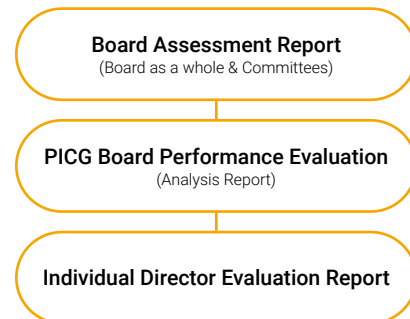 Board Assessment Report
(Board as a whole & Committees)
PICG Board Performance Evaluation
(Analysis Report)
Individual Director Evaluation Report